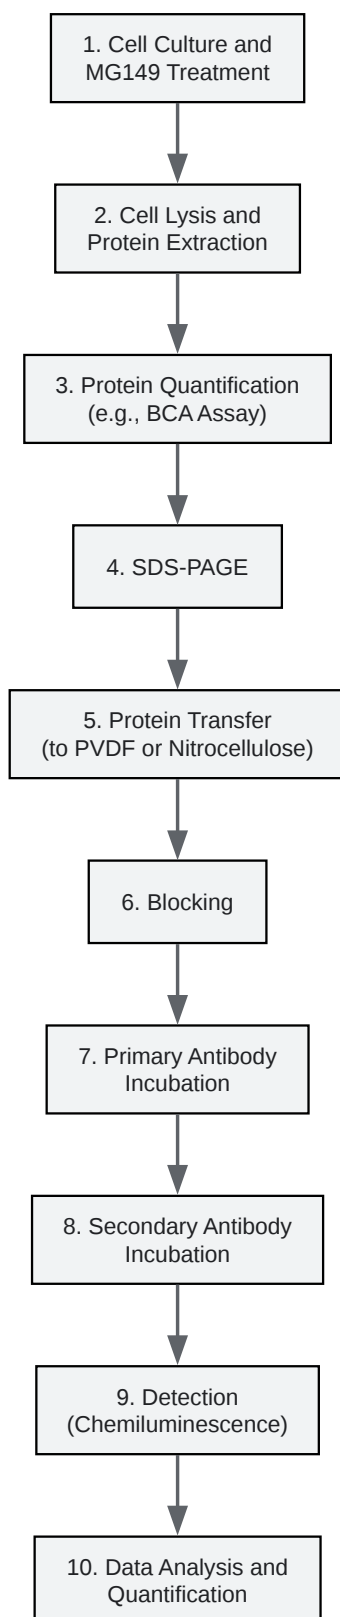 1. Cell Culture and
MG149 Treatment
2. Cell Lysis and
Protein Extraction
3. Protein Quantification
(e.g., BCA Assay)
4. SDS-PAGE
5. Protein Transfer
(to PVDF or Nitrocellulose)
6. Blocking
7. Primary Antibody
Incubation
8. Secondary Antibody
Incubation
9. Detection
(Chemiluminescence)
10. Data Analysis and
Quantification